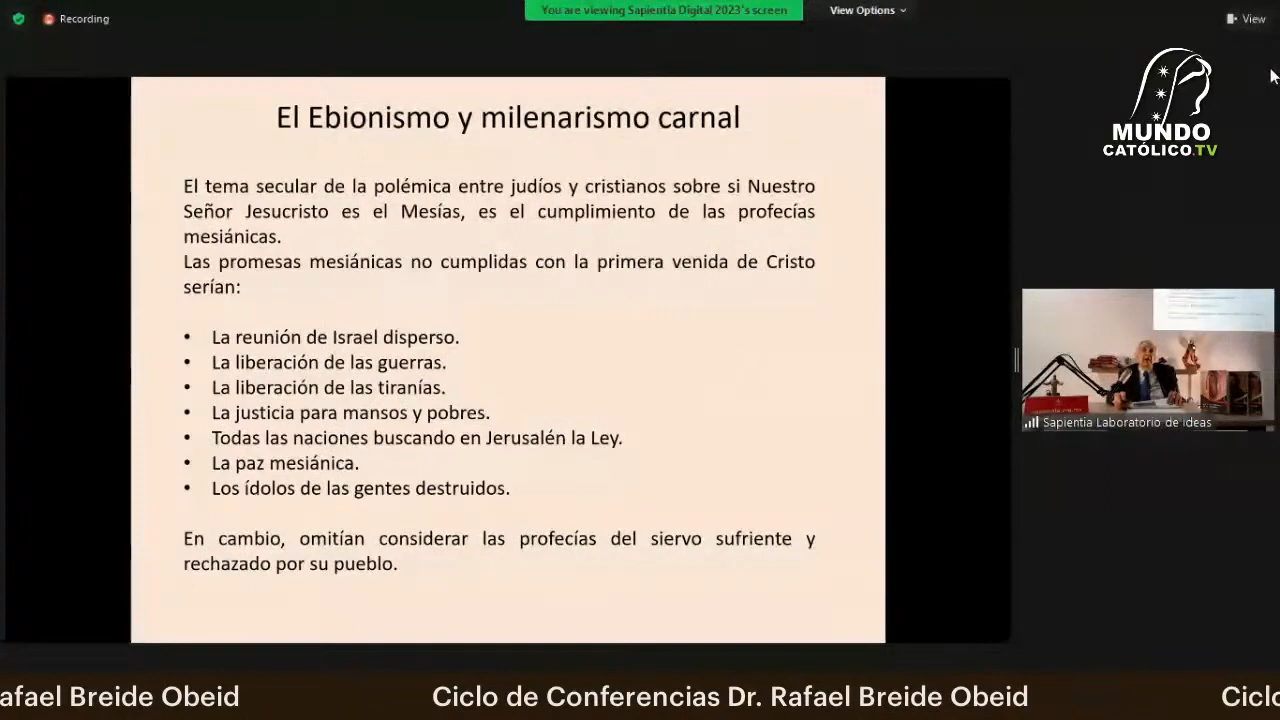 Recording
You are viewing Sapientia Digital 2023's screen
View Options
View
MUNDO
CATÓLICO.TV
El Ebionismo y milenarismo carnal
El tema secular de la polémica entre judíos y cristianos sobre si Nuestro
Señor Jesucristo es el Mesías, es el cumplimiento de las profecías
mesiánicas.
Las promesas mesiánicas no cumplidas con la primera venida de Cristo
serían:
• La reunión de Israel disperso.
• La liberación de las guerras.
• La liberación de las tiranías.
• La justicia para mansos y pobres.
• Todas las naciones buscando en Jerusalén la Ley.
• La paz mesiánica.
• Los ídolos de las gentes destruidos.
En cambio, omitían considerar las profecías del siervo sufriente y
rechazado por su pueblo.
Sapientia Laboratorio de ideas
afael Breide Obeid Ciclo de Conferencias Dr. Rafael Breide Obeid Ciclo